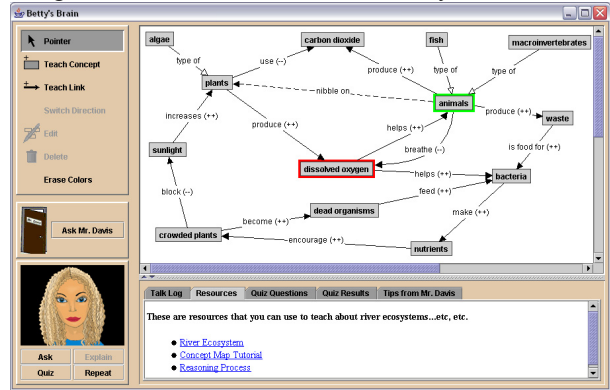 Betty's Brain
Pointer
Teach Concept
Teach Link
Switch Direction
Edit
Delete
Erase Colors
Ask Mr. Davis
Ask
Explain
Quiz
Repeat
algae
carbon dioxide
fish
macroinvertebrates
type of
use (--)
produce (++)
type of
type of
plants
nibble on
animals
produce (++)
waste
increases (++)
produce (++)
helps (++)
breathe (--)
is food for (++)
sunlight
dissolved oxygen
helps (++)
bacteria
block (--)
feed (++)
dead organisms
become (++)
make (++)
crowded plants
encourage (++)
nutrients
Talk Log
Resources
Quiz Questions
Quiz Results
Tips from Mr. Davis
These are resources that you can use to teach about river ecosystems...etc, etc.
River Ecosystem
Concept Map Tutorial
Reasoning Process